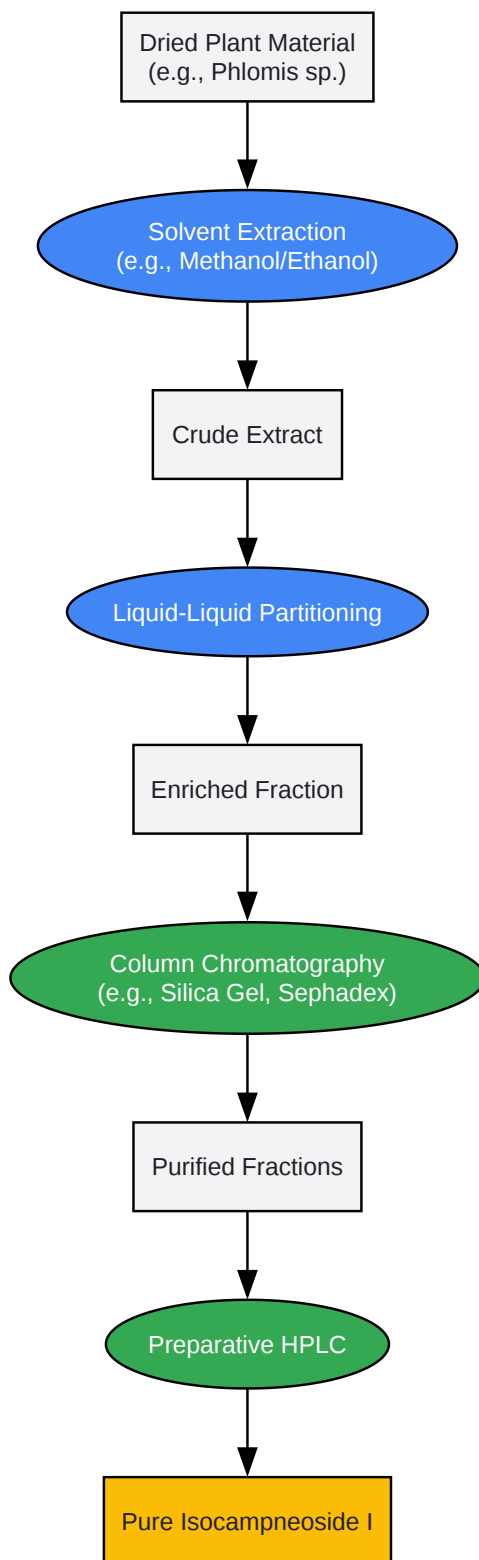 Dried Plant Material
(e.g., Phlomis sp.)
Solvent Extraction
(e.g., Methanol/Ethanol)
Crude Extract
Liquid-Liquid Partitioning
Enriched Fraction
Column Chromatography
(e.g., Silica Gel, Sephadex)
Purified Fractions
Preparative HPLC
Pure Isocampneoside I